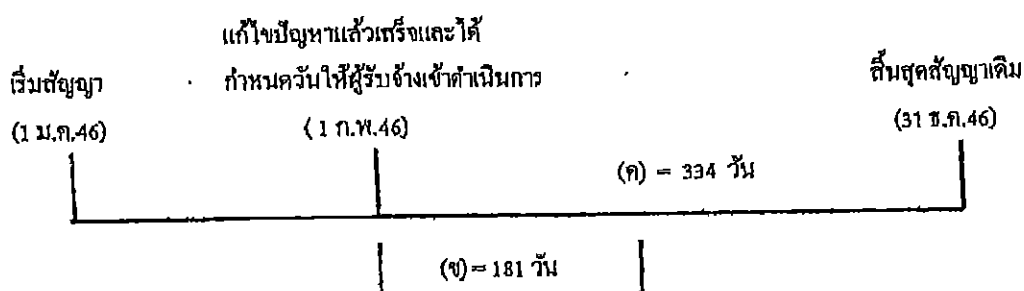 แก้ไขปัญหาแล้วเสร็จและได้
เริ่มสัญญา กำหนดวันให้ผู้รับจ้างเข้าดำเนินการ สิ้นสุดสัญญาเดิม
(1 ม.ค.46) (1 ก.พ.46) (31 ธ.ค.46)
(ค) = 334 วัน
(ข) = 181 วัน